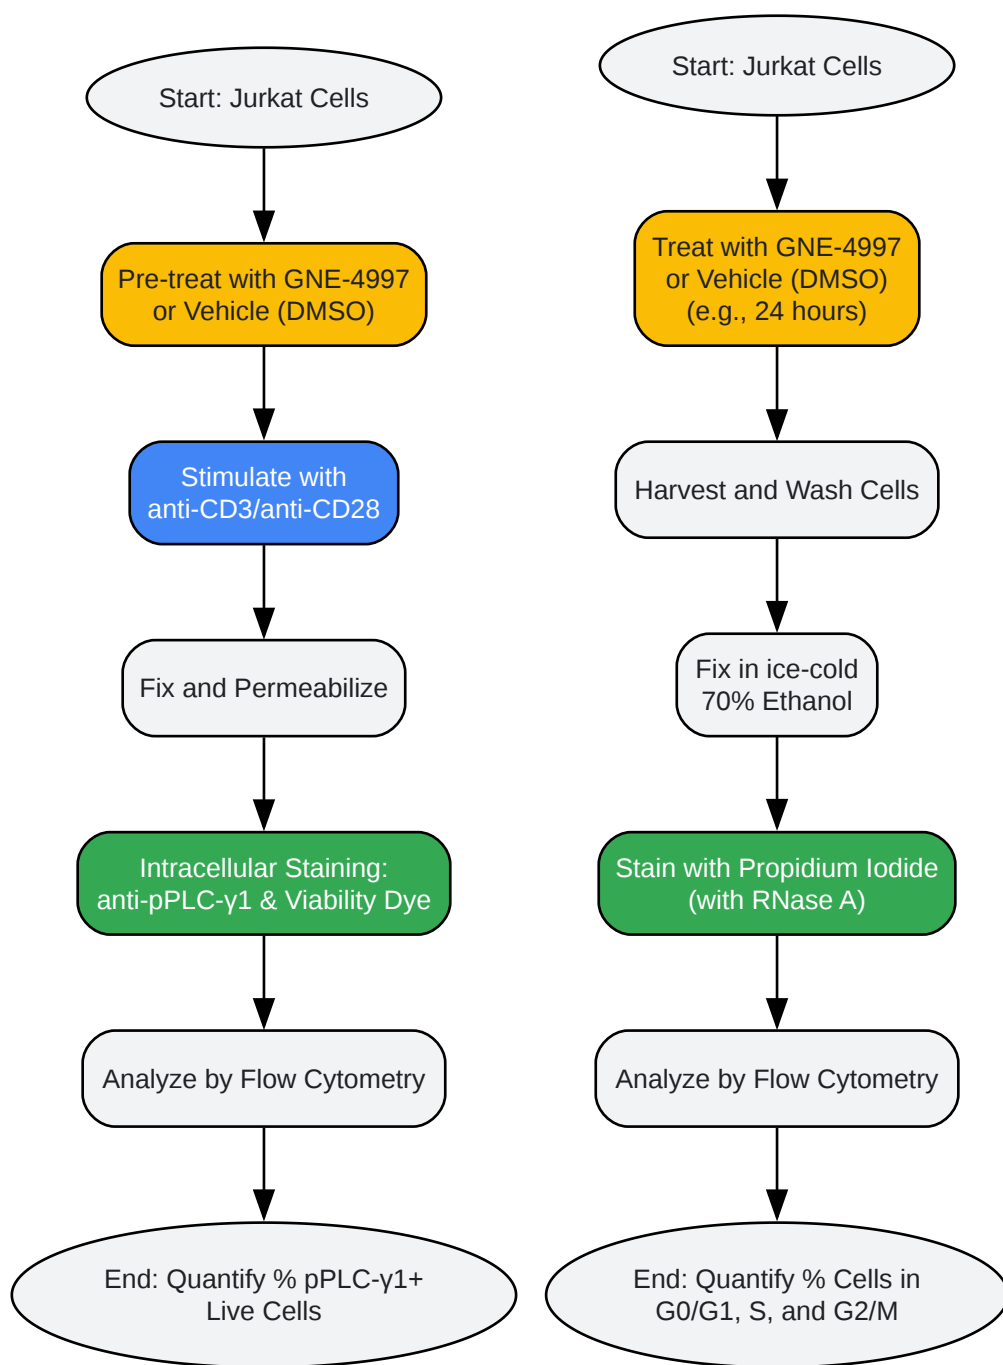 Start: Jurkat Cells
Pre-treat with GNE-4997
or Vehicle (DMSO)
Stimulate with
anti-CD3/anti-CD28
Fix and Permeabilize
Intracellular Staining:
anti-pPLC-γ1 & Viability Dye
Analyze by Flow Cytometry
End: Quantify % pPLC-γ1+
Live Cells
Start: Jurkat Cells
Treat with GNE-4997
or Vehicle (DMSO)
(e.g., 24 hours)
Harvest and Wash Cells
Fix in ice-cold
70% Ethanol
Stain with Propidium Iodide
(with RNase A)
Analyze by Flow Cytometry
End: Quantify % Cells in
G0/G1, S, and G2/M